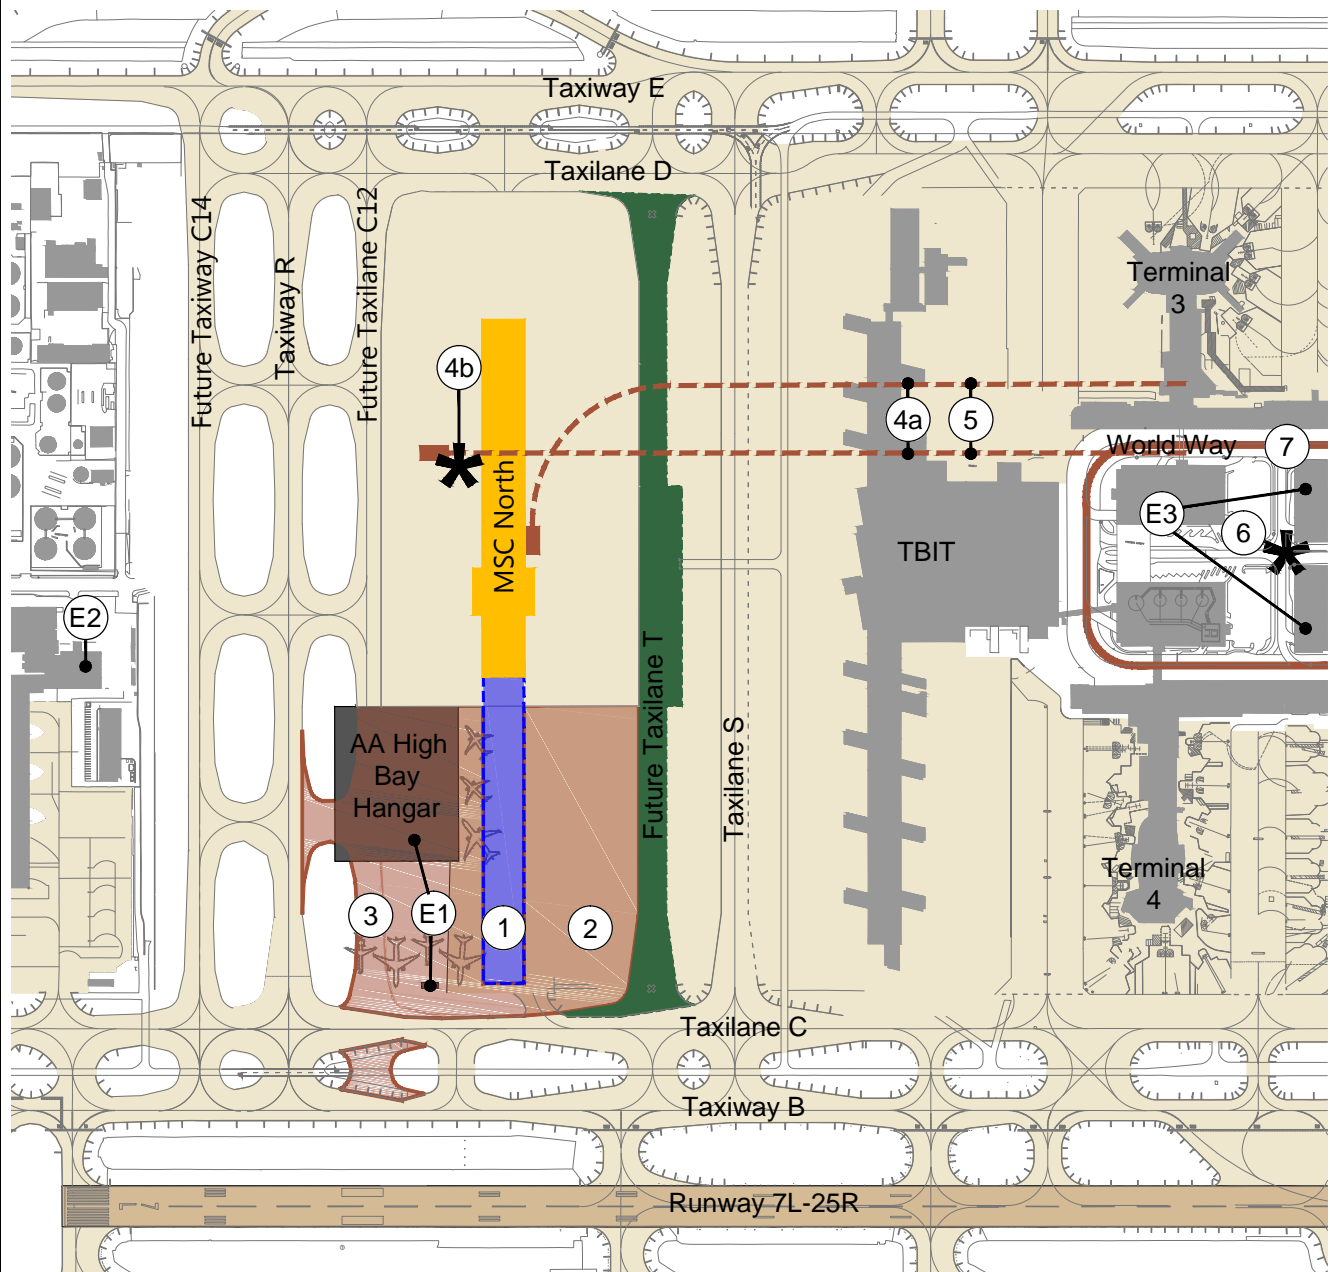 Taxiway E
Taxilane D
Future Taxiway C14
Taxiway R
Future Taxilane C12
Terminal
3
4b
4a
5
World Way
7
E3
6
MSC North
TBIT
E2
Future Taxilane T
Taxilane S
AA High
Bay
Hangar
Terminal
4
3
E1
1
2
Taxilane C
Taxiway B
Runway 7L-25R
7L